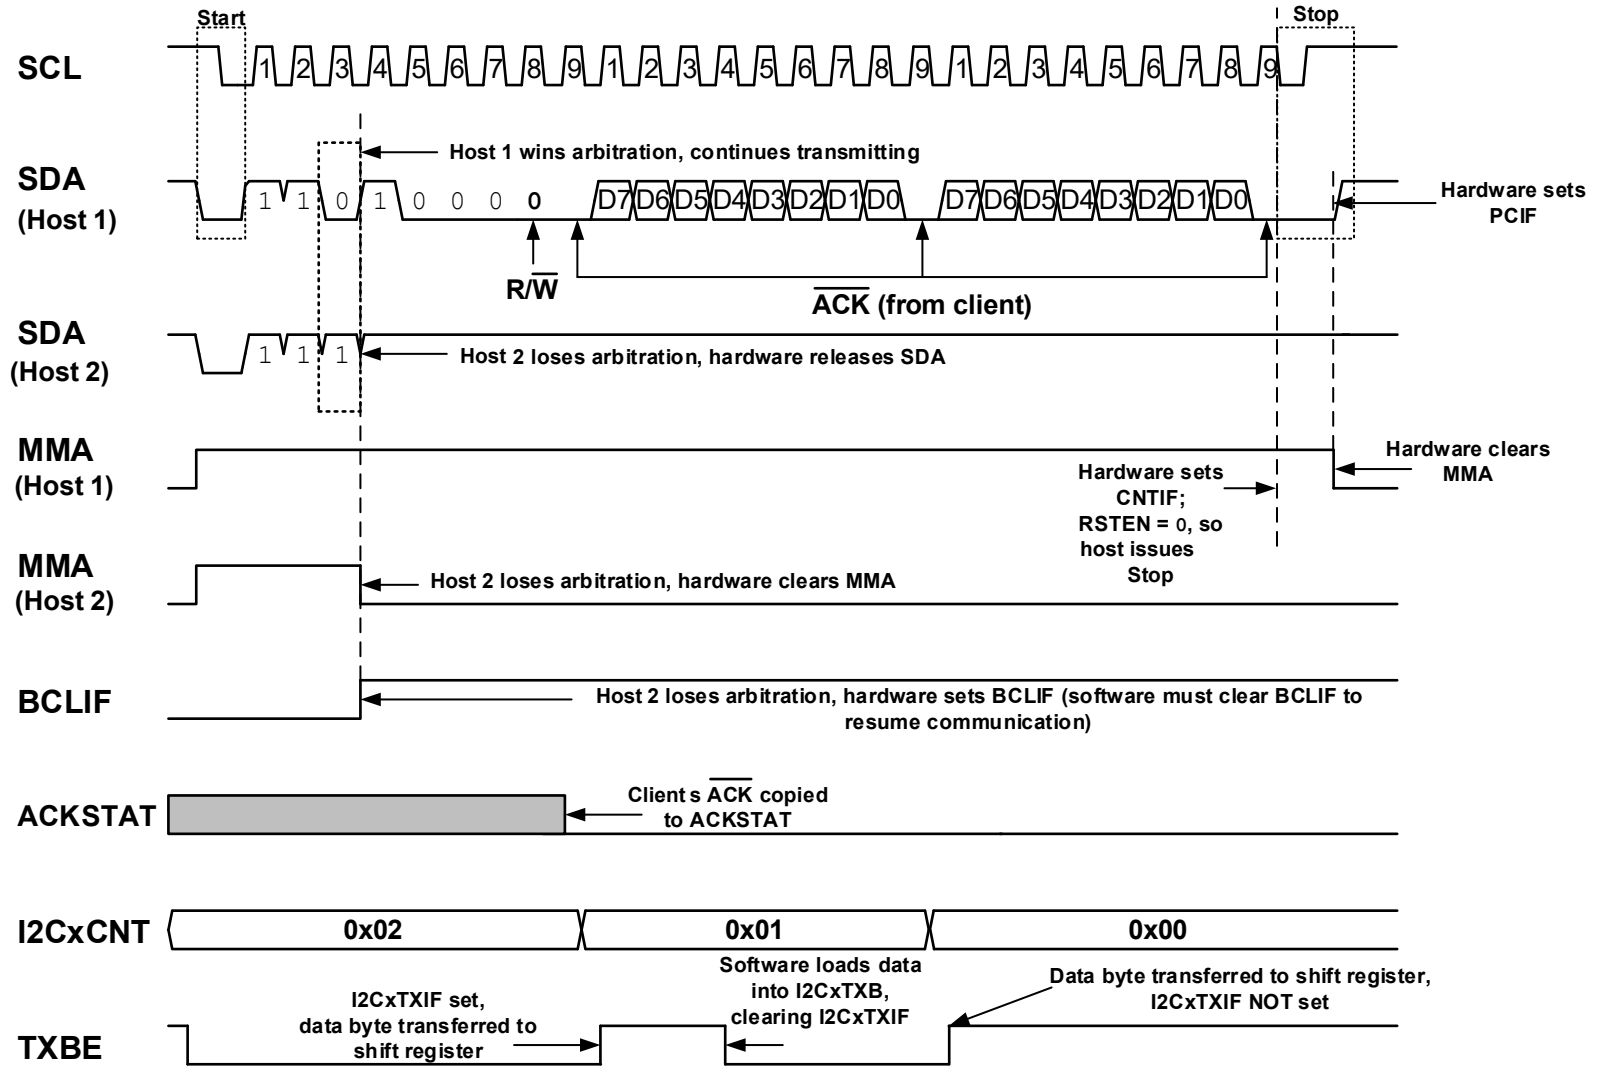 Start
Stop
SCL
1 2 3 4 5 6 7 8 9 1 2 3 4 5 6 7 8 9 1 2 3 4 5 6 7 8 9
Host 1 wins arbitration, continues transmitting
SDA
(Host 1)
1 1 0 1 0 0 0 0 D7 D6 D5 D4 D3 D2 D1 D0 D7 D6 D5 D4 D3 D2 D1 D0
Hardware sets
PCIF
R/W
ACK (from client)
SDA
(Host 2)
1 1 1
Host 2 loses arbitration, hardware releases SDA
MMA
(Host 1)
Hardware clears
MMA
Hardware sets
CNTIF;
RSTEN = 0, so
host issues
Stop
MMA
(Host 2)
Host 2 loses arbitration, hardware clears MMA
BCLIF
Host 2 loses arbitration, hardware sets BCLIF (software must clear BCLIF to
resume communication)
ACKSTAT
Clients ACK copied
to ACKSTAT
I2CxCNT
0x02 0x01 0x00
Software loads data
into I2CxTXB,
clearing I2CxTXIF
Data byte transferred to shift register,
I2CxTXIF NOT set
I2CxTXIF set,
data byte transferred to
shift register
TXBE